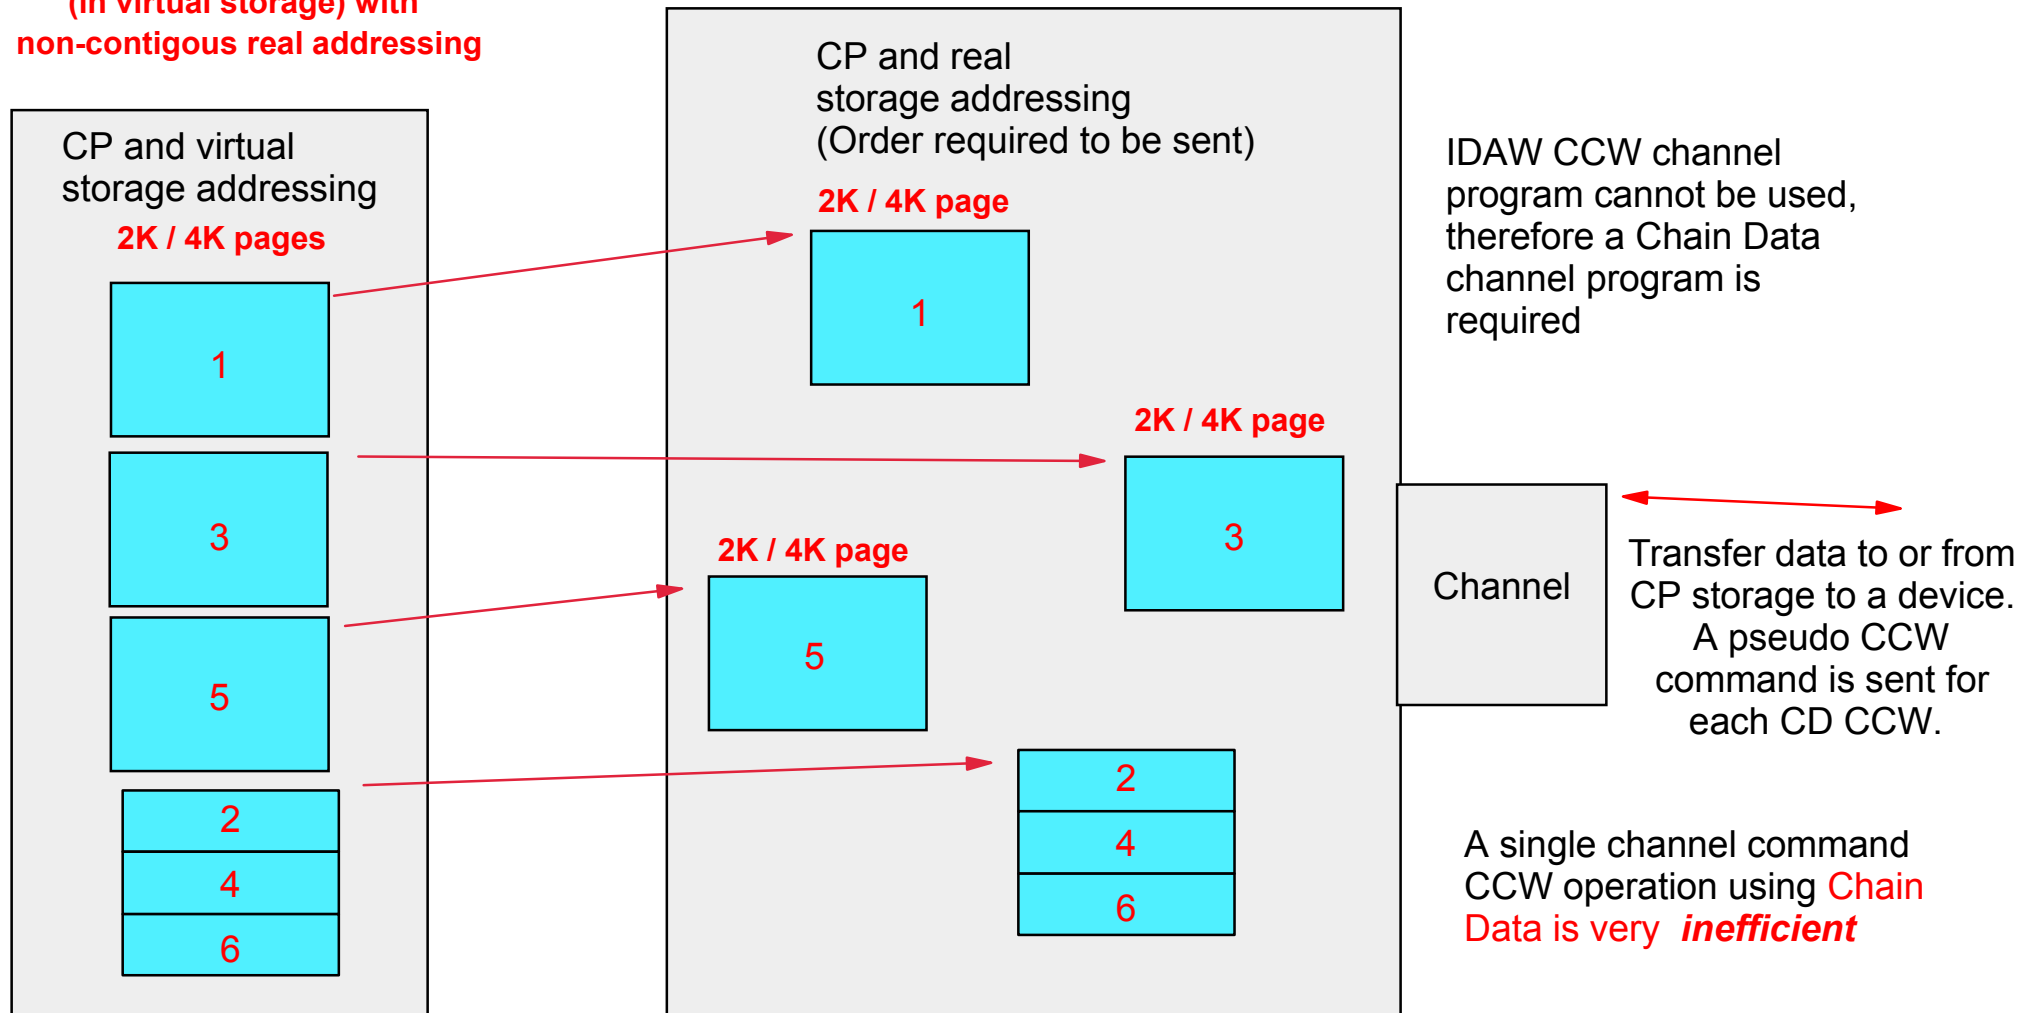 (in virtual storage) with
non-contigous real addressing
CP and virtual
storage addressing
2K / 4K pages
1
3
5
2
4
6
CP and real
storage addressing
(Order required to be sent)
2K / 4K page
1
2K / 4K page
3
2K / 4K page
5
2
4
6
IDAW CCW channel
program cannot be used,
therefore a Chain Data
channel program is
required
Channel
Transfer data to or from
CP storage to a device.
A pseudo CCW
command is sent for
each CD CCW.
A single channel command
CCW operation using Chain
Data is very inefficient